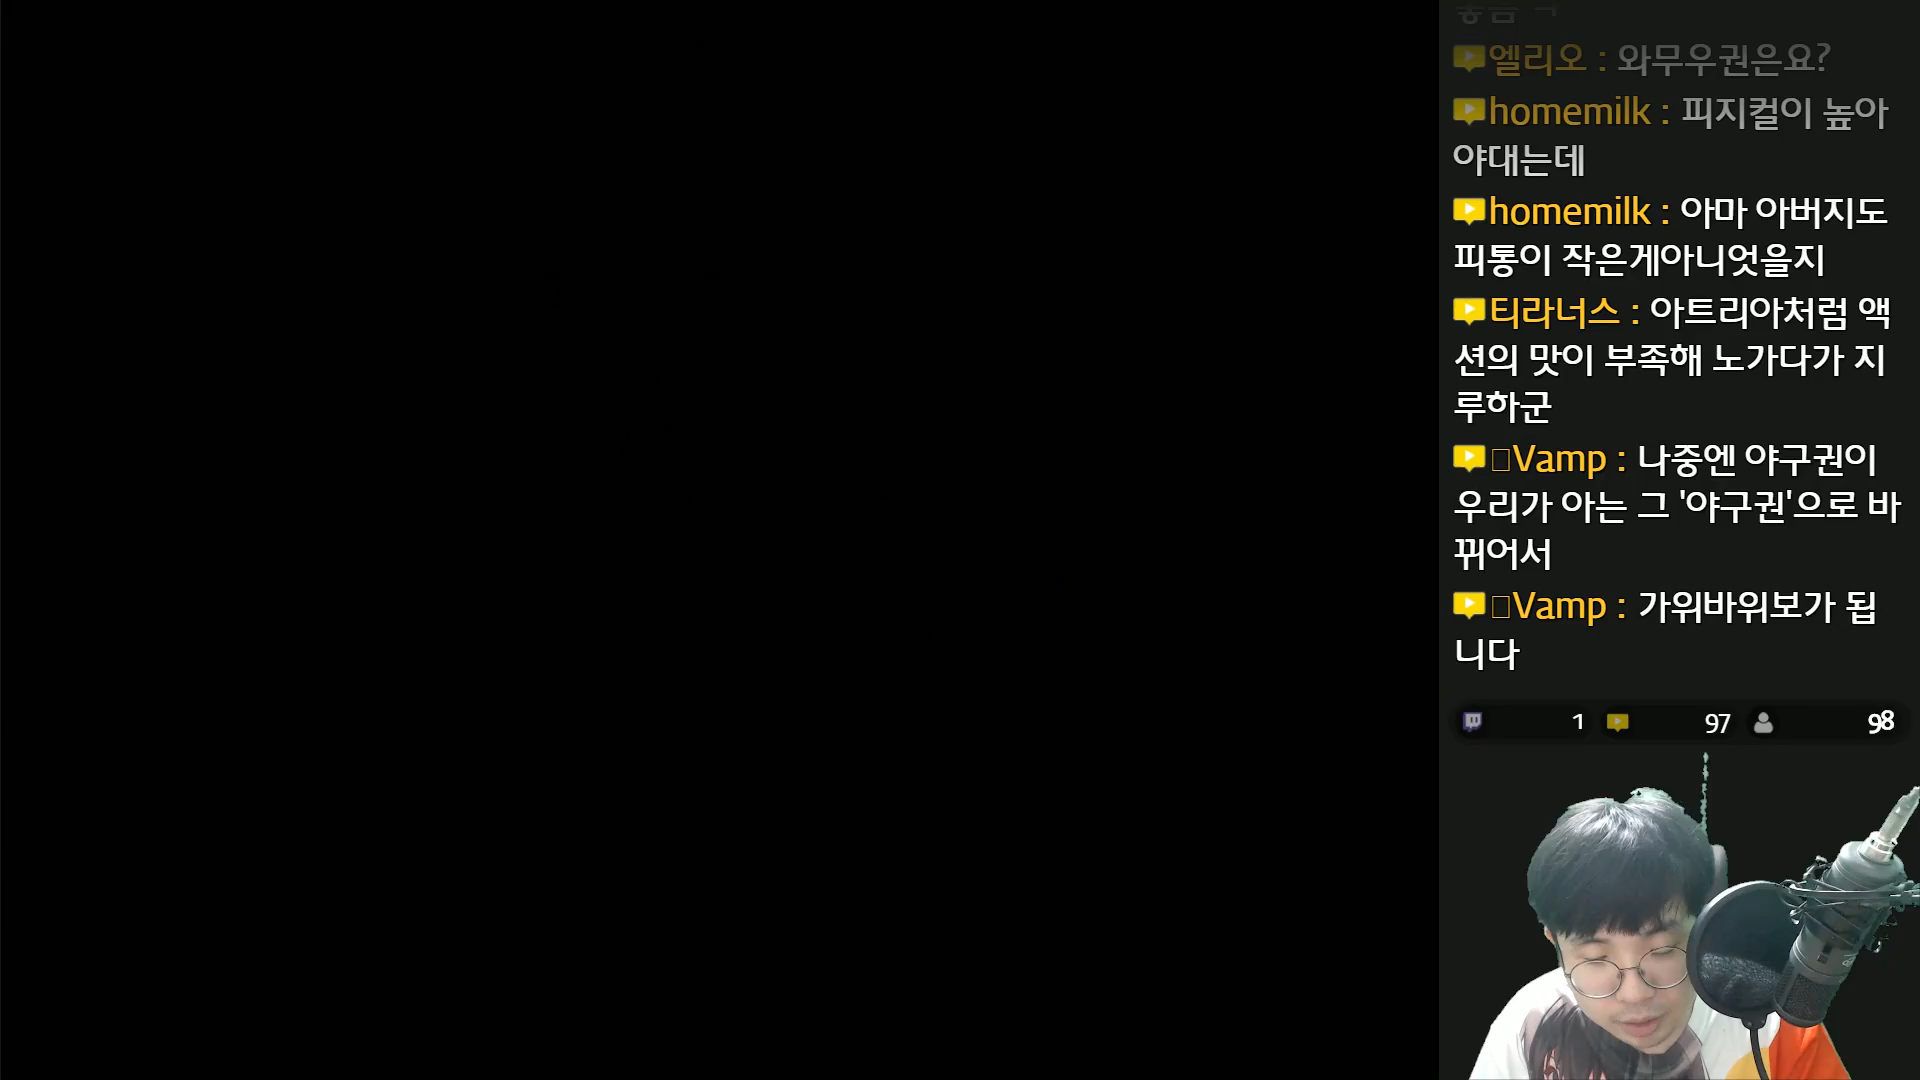 엘리오 : 와무우권은요?
homemilk : 피지컬이 높아
야대는데
homemilk : 아마 아버지도
피통이 작은게아니엇을지
티라너스 : 아트리아처럼 액
션의 맛이 부족해 노가다가 지
루하군
□Vamp : 나중엔 야구권이
우리가 아는 그 '야구권'으로 바
뀌어서
□Vamp : 가위바위보가 됩
니다
1 97 98